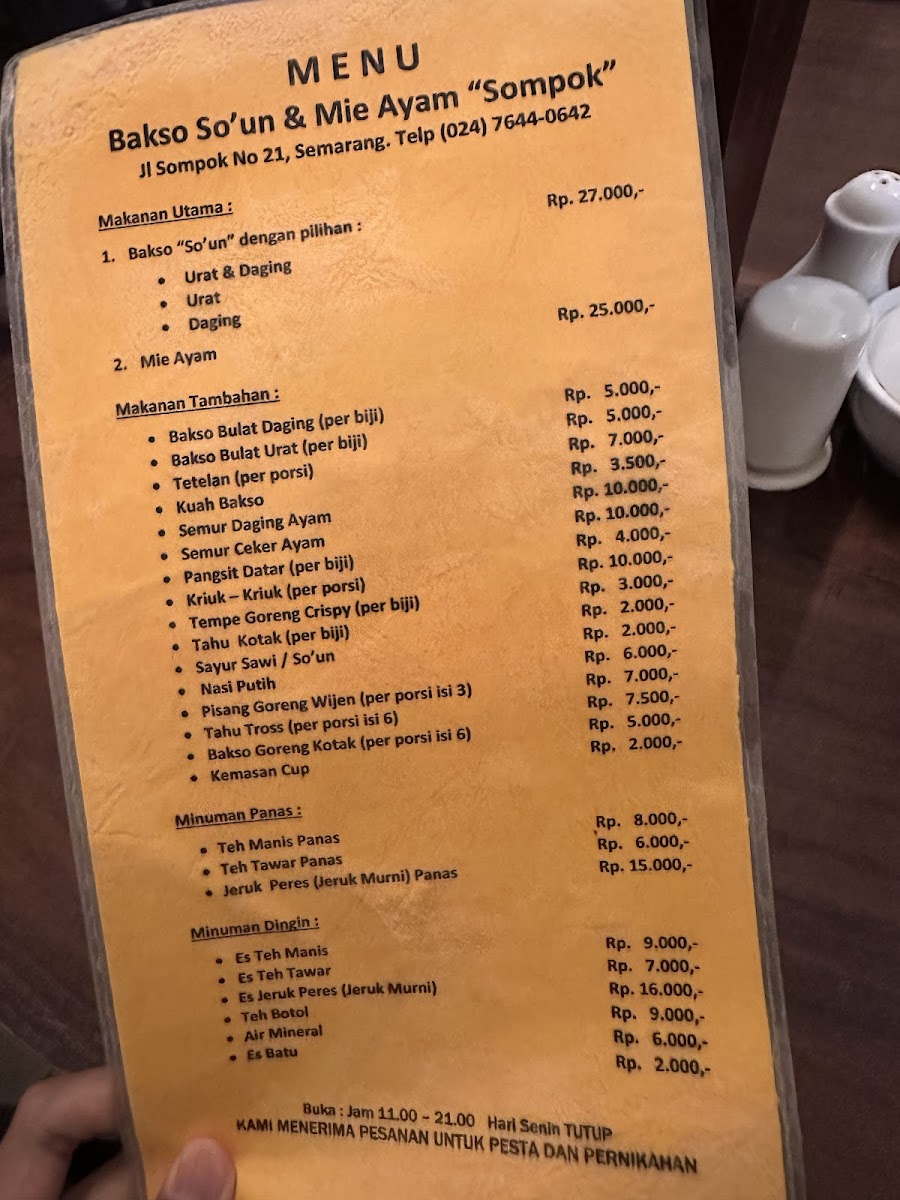 MENU
Bakso So'un & Mie Ayam “Sompok”
Jl Sompok No 21, Semarang. Telp (024) 7644-0642
Makanan Utama :
1. Bakso “So'un” dengan pilihan : Rp. 27.000,-
• Urat & Daging
• Urat
• Daging
2. Mie Ayam Rp. 25.000,-
Makanan Tambahan :
• Bakso Bulat Daging (per biji) Rp. 5.000,-
• Bakso Bulat Urat (per biji) Rp. 5.000,-
• Tetelan (per porsi) Rp. 7.000,-
• Kuah Bakso Rp. 3.500,-
• Semur Daging Ayam Rp. 10.000,-
• Semur Ceker Ayam Rp. 10.000,-
• Pangsit Datar (per biji) Rp. 4.000,-
• Kriuk – Kriuk (per porsi) Rp. 10.000,-
• Tempe Goreng Crispy (per biji) Rp. 3.000,-
• Tahu Kotak (per biji) Rp. 2.000,-
• Sayur Sawi / So'un Rp. 2.000,-
• Nasi Putih Rp. 6.000,-
• Pisang Goreng Wijen (per porsi isi 3) Rp. 7.000,-
• Tahu Tross (per porsi isi 6) Rp. 7.500,-
• Bakso Goreng Kotak (per porsi isi 6) Rp. 5.000,-
• Kemasan Cup Rp. 2.000,-
Minuman Panas :
• Teh Manis Panas Rp. 8.000,-
• Teh Tawar Panas Rp. 6.000,-
• Jeruk Peres (Jeruk Murni) Panas Rp. 15.000,-
Minuman Dingin :
• Es Teh Manis Rp. 9.000,-
• Es Teh Tawar Rp. 7.000,-
• Es Jeruk Peres (Jeruk Murni) Rp. 16.000,-
• Teh Botol Rp. 9.000,-
• Air Mineral Rp. 6.000,-
• Es Batu Rp. 2.000,-
Buka : Jam 11.00 – 21.00 Hari Senin TUTUP
KAMI MENERIMA PESANAN UNTUK PESTA DAN PERNIKAHAN